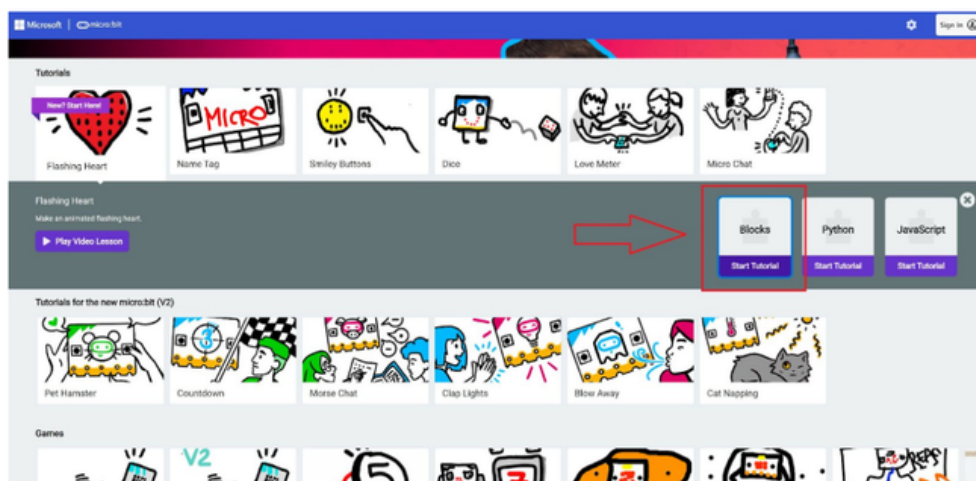 Microsoft | micro:bit
Sign In
Tutorials
New? Start Here!
MICRO
Flashing Heart
Name Tag
Smiley Buttons
Dice
Love Meter
Micro Chat
Flashing Heart
Make an animated flashing heart.
Play Video Lesson
Blocks
Python
JavaScript
Start Tutorial
Start Tutorial
Start Tutorial
Tutorials for the new micro:bit (V2)
3
Pet Hamster
Countdown
Morse Chat
Clap Lights
Blow Away
Cat Napping
Games
V2
5